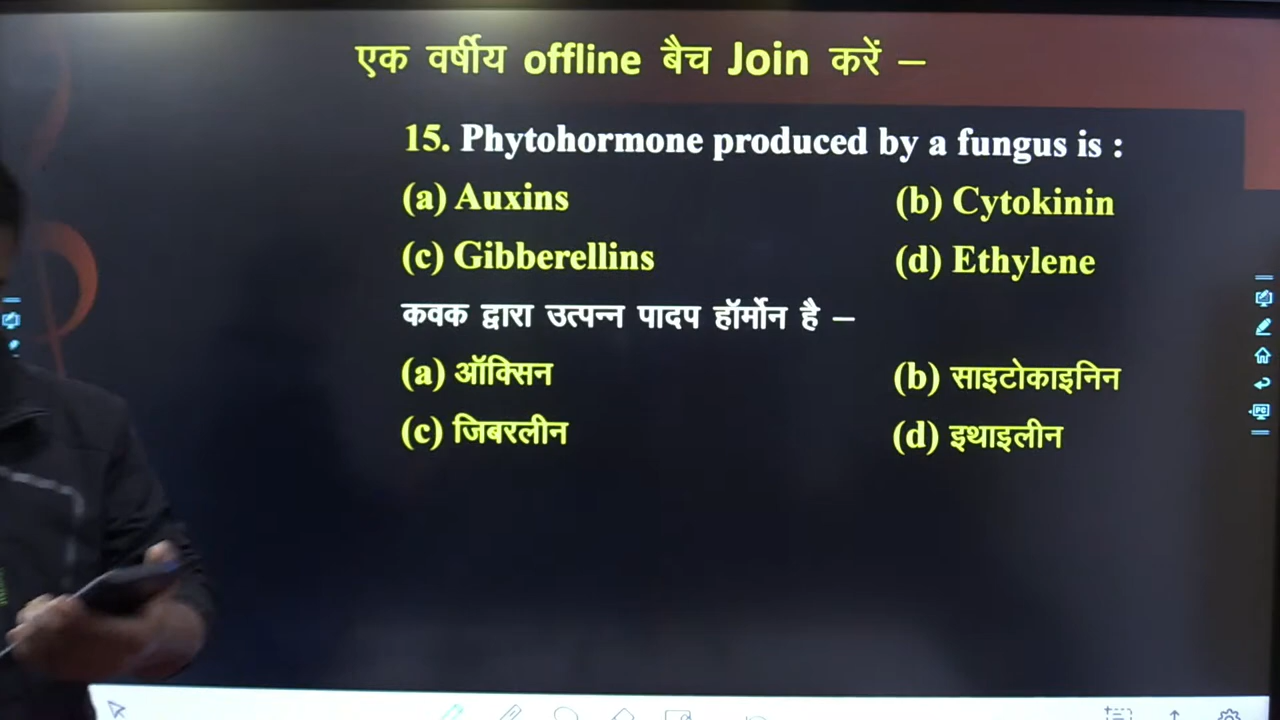 एक वर्षीय offline बैच Join करें –
15. Phytohormone produced by a fungus is :
(a) Auxins (b) Cytokinin
(c) Gibberellins (d) Ethylene
कवक द्वारा उत्पन्न पादप हॉर्मोन है –
(a) ऑक्सिन (b) साइटोकाइनिन
(c) जिबरलीन (d) इथाइलीन